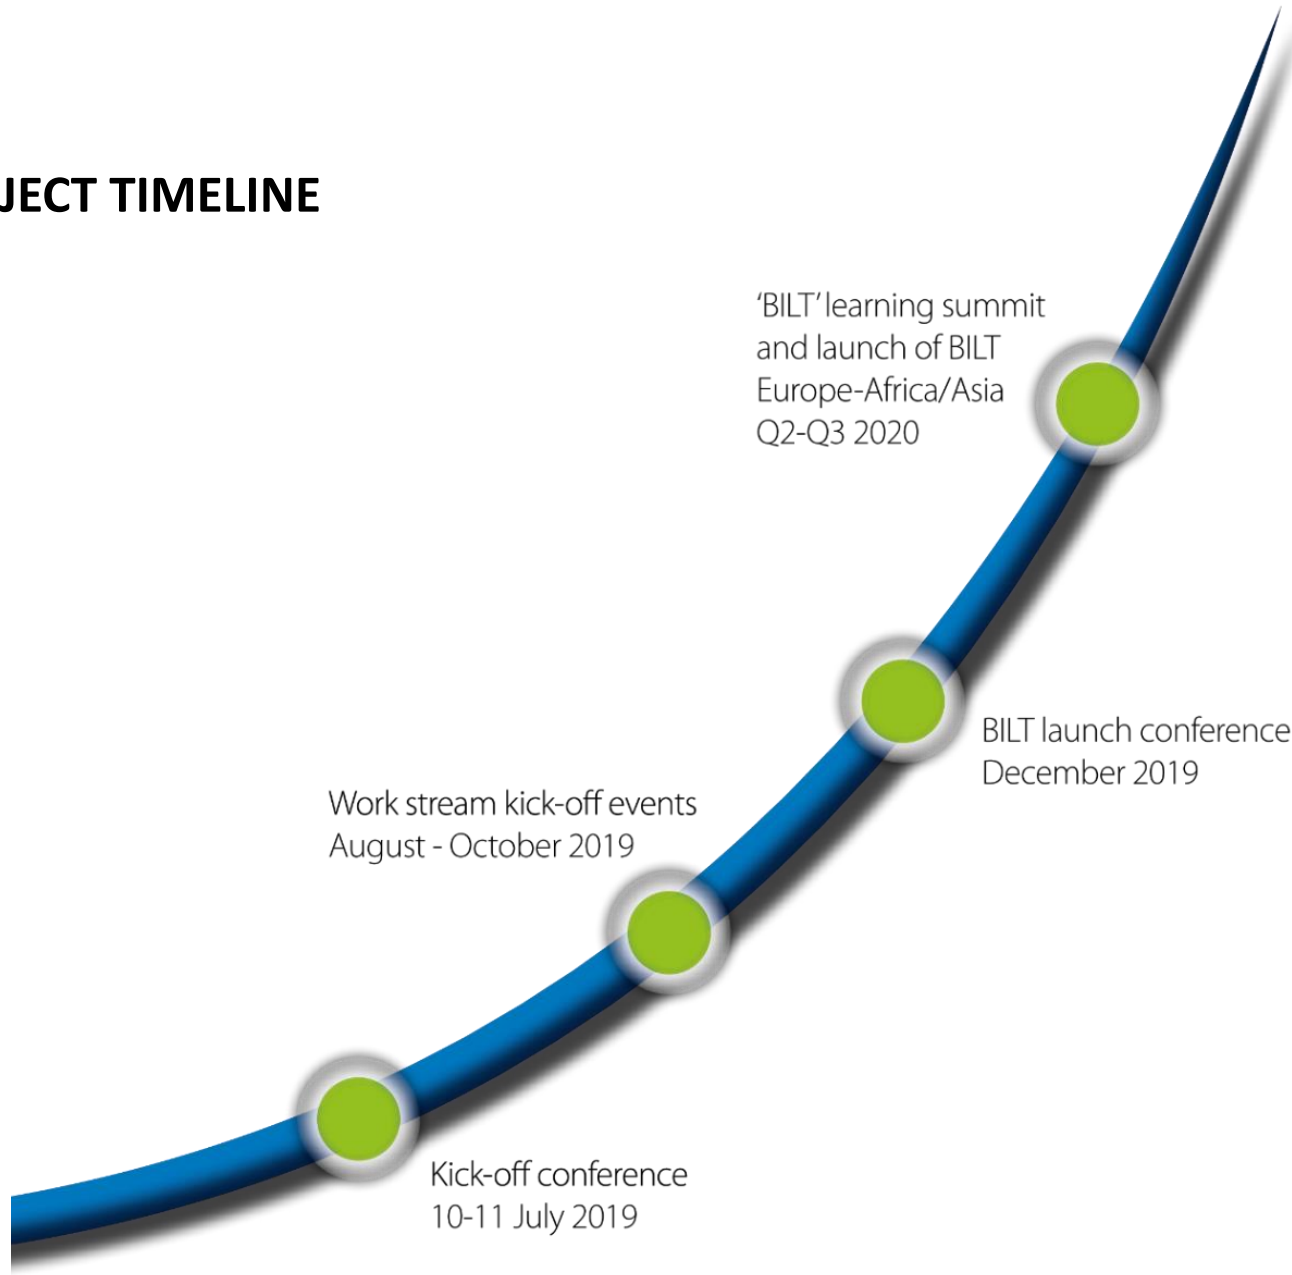 JECT TIMELINE
‘BILT’ learning summit
and launch of BILT
Europe-Africa/Asia
Q2-Q3 2020
BILT launch conference
December 2019
Work stream kick-off events
August - October 2019
Kick-off conference
10-11 July 2019